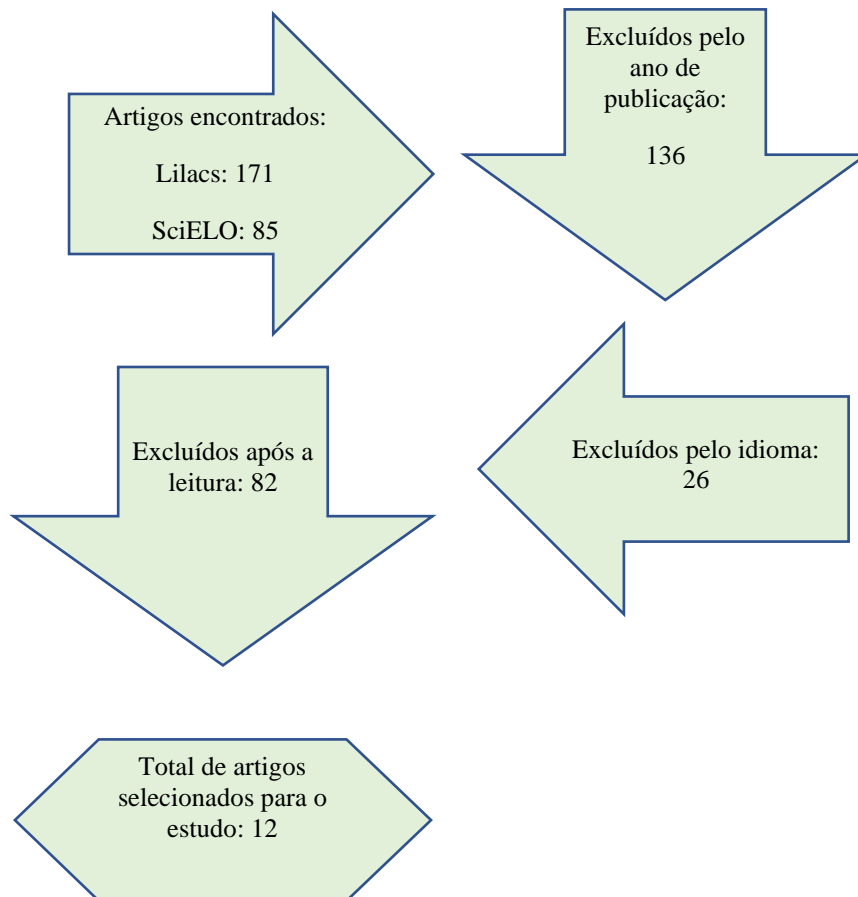 Artigos encontrados:
Lilacs: 171
SciELO: 85
Excluídos pelo
ano de
publicação:
136
Excluídos pelo idioma:
26
Excluídos após a
leitura: 82
Total de artigos
selecionados para o
estudo: 12